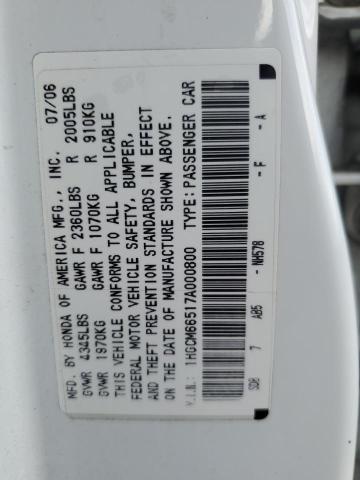 MFD. BY HONDA OF AMERICA MFG., INC. 07/06
GVWR 4345LBS GAWR F 2360LBS R 2005LBS
GVWR 1970KG GAWR F 1070KG R 910KG
THIS VEHICLE CONFORMS TO ALL APPLICABLE
FEDERAL MOTOR VEHICLE SAFETY, BUMPER,
AND THEFT PREVENTION STANDARDS IN EFFECT
ON THE DATE OF MANUFACTURE SHOWN ABOVE.
V.I.N.: 1HGCM66517A000800 TYPE: PASSENGER CAR
SDB 7 AB5 - NH578 - F - A